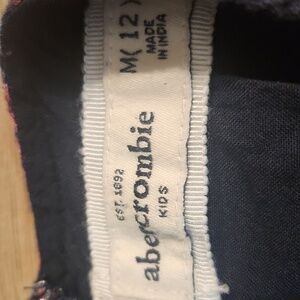 EST. 1892
abercrombie
KIDS
M( 12 )
MADE
IN INDIA